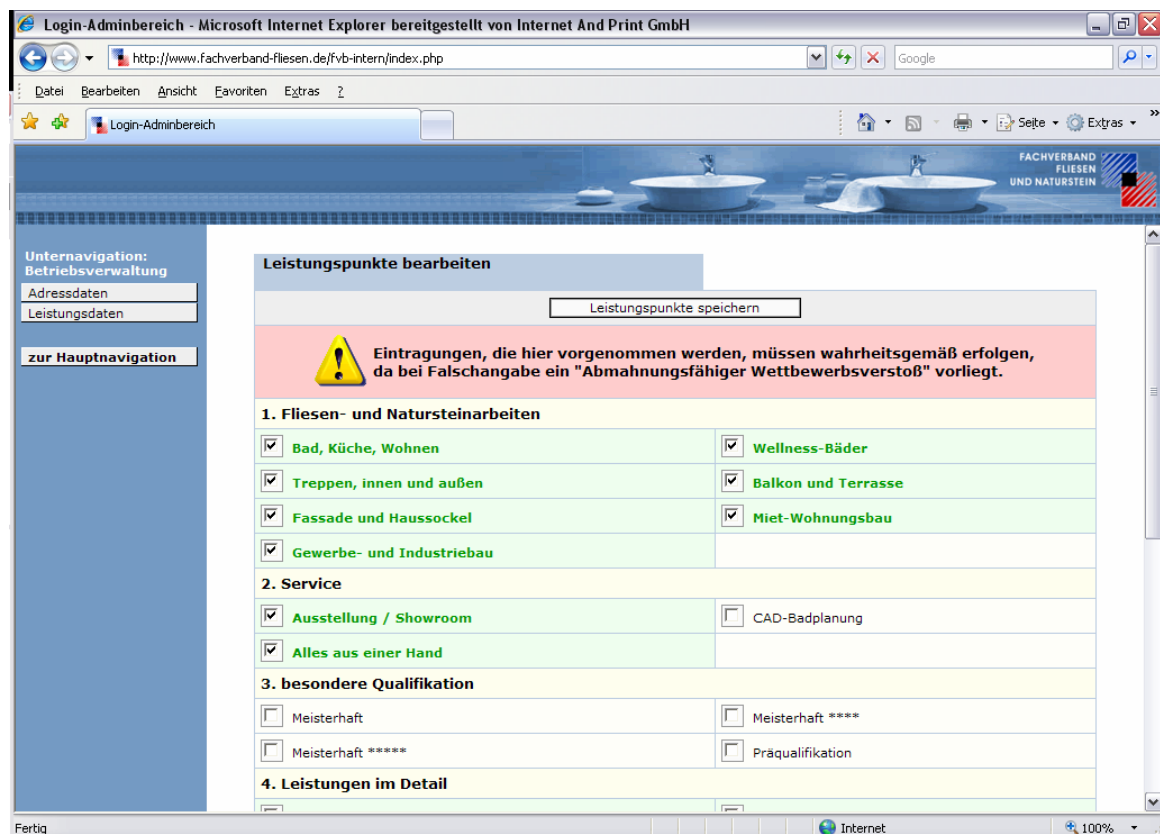 Login-Adminbereich - Microsoft Internet Explorer bereitgestellt von Internet And Print GmbH
http://www.fachverband-fliesen.de/fvb-intern/index.php
Google
Datei Bearbeiten Ansicht Favoriten Extras ?
Login-Adminbereich
Seite
Extras
»
FACHVERBAND
FLIESEN
UND NATURSTEIN
Unternavigation:
Betriebsverwaltung
Adressdaten
Leistungsdaten
zur Hauptnavigation
Leistungspunkte bearbeiten
Leistungspunkte speichern
Eintragungen, die hier vorgenommen werden, müssen wahrheitsgemäß erfolgen,
da bei Falschangabe ein "Abmahnungsfähiger Wettbewerbsverstoß" vorliegt.
1. Fliesen- und Natursteinarbeiten
Bad, Küche, Wohnen
Wellness-Bäder
Treppen, innen und außen
Balkon und Terrasse
Fassade und Haussockel
Miet-Wohnungsbau
Gewerbe- und Industriebau
2. Service
Ausstellung / Showroom
CAD-Badplanung
Alles aus einer Hand
3. besondere Qualifikation
Meisterhaft
Meisterhaft ****
Meisterhaft *****
Präqualifikation
4. Leistungen im Detail
Fertig
Internet
100%